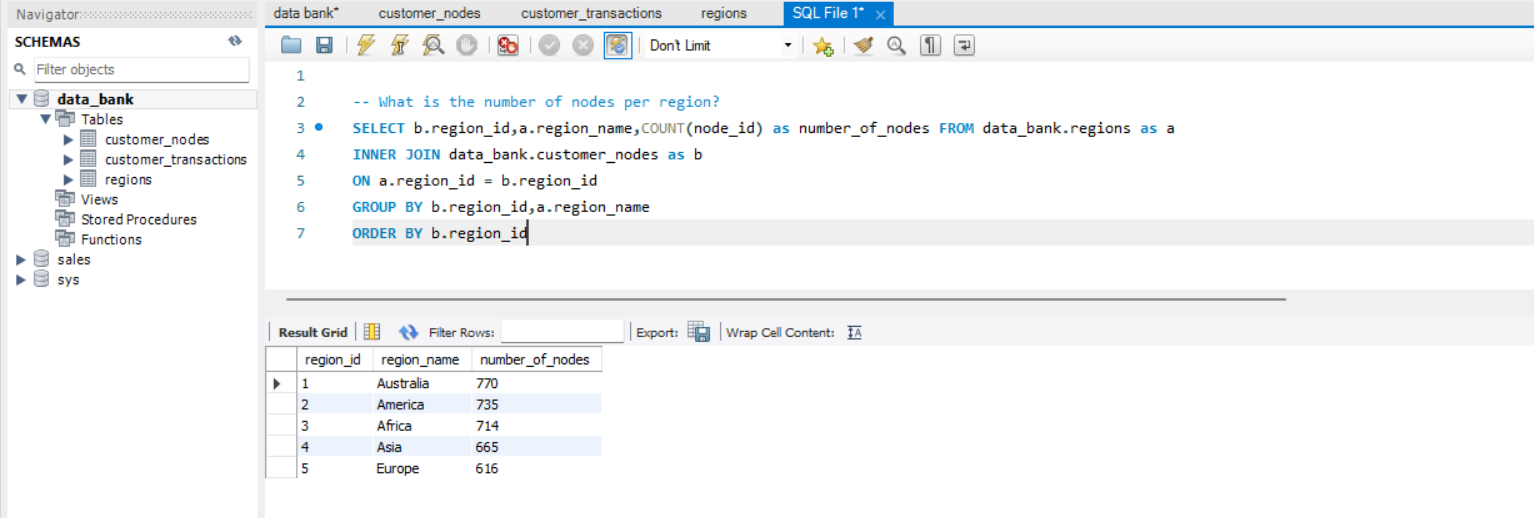 Navigator
SCHEMAS
Filter objects
data_bank
Tables
customer_nodes
customer_transactions
regions
Views
Stored Procedures
Functions
sales
sys
data bank* customer_nodes customer_transactions regions SQL File 1*
Don't Limit
1
2 -- What is the number of nodes per region?
3 SELECT b.region_id,a.region_name,COUNT(node_id) as number_of_nodes FROM data_bank.regions as a
4 INNER JOIN data_bank.customer_nodes as b
5 ON a.region_id = b.region_id
6 GROUP BY b.region_id,a.region_name
7 ORDER BY b.region_id
Result Grid Filter Rows: Export: Wrap Cell Content:
region_id region_name number_of_nodes
1 Australia 770
2 America 735
3 Africa 714
4 Asia 665
5 Europe 616